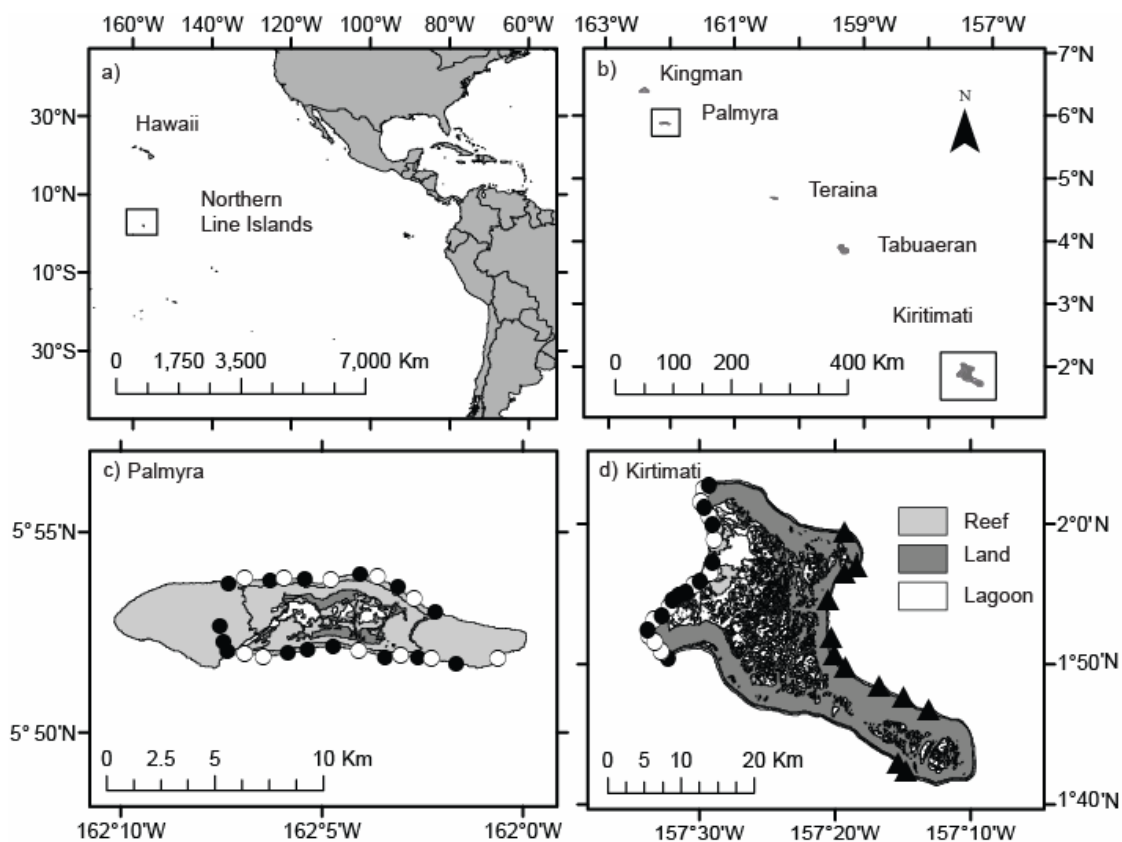 160°W 140°W 120°W 100°W 80°W 60°W
163°W 161°W 159°W 157°W
a)
30°N
10°N
10°S
30°S
Hawaii
Northern
Line Islands
0 1,750 3,500 7,000 Km
b)
Kingman
Palmyra
Teraina
Tabuaeran
Kiritimati
N
7°N
6°N
5°N
4°N
3°N
2°N
0 100 200 400 Km
c) Palmyra
5°55'N
5°50'N
0 2.5 5 10 Km
162°10'W 162°5'W 162°0'W
d) Kirtimati
Reef
Land
Lagoon
2°0'N
1°50'N
1°40'N
0 5 10 20 Km
157°30'W 157°20'W 157°10'W